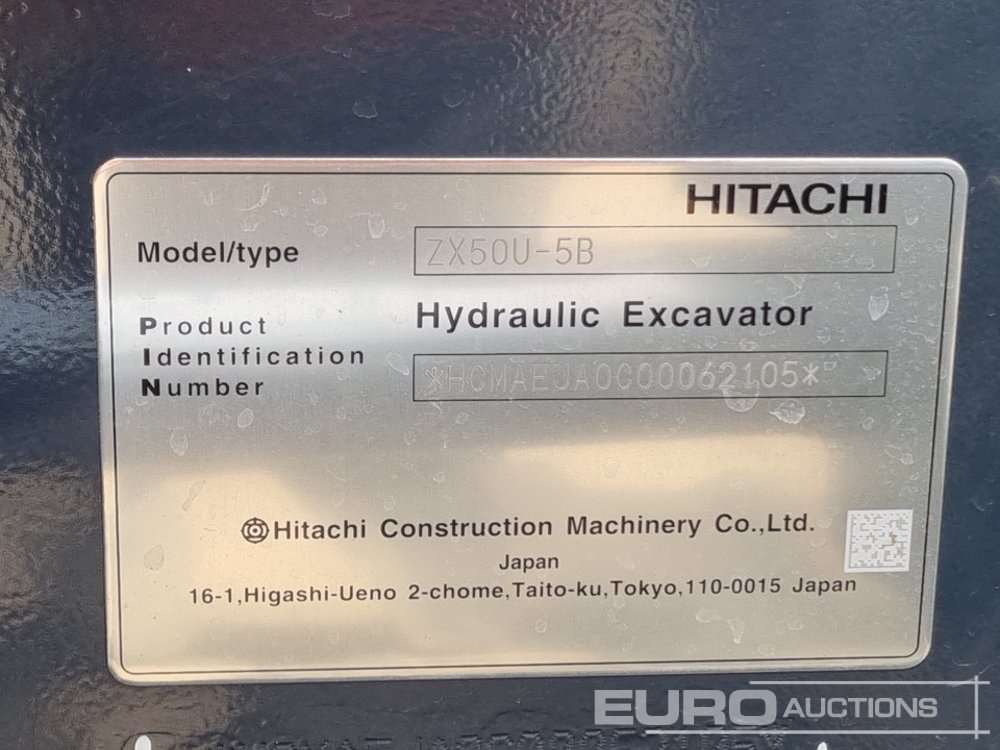 HITACHI
Model/type ZX50U-5B
Hydraulic Excavator
Product
Identification
Number *HCMAEJA0C00062105*
Hitachi Construction Machinery Co.,Ltd.
Japan
16-1,Higashi-Ueno 2-chome,Taito-ku,Tokyo,110-0015 Japan
EURO AUCTIONS